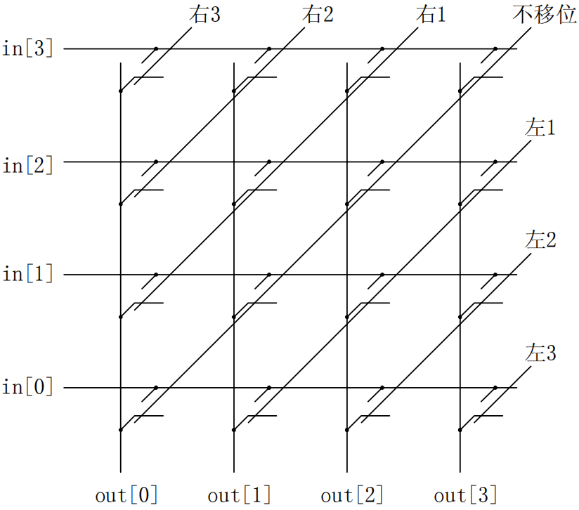 右3 右2 右1 不移位
in[3]
左1
in[2]
左2
in[1]
左3
in[0]
out[0] out[1] out[2] out[3]